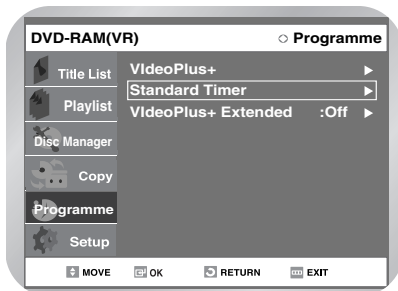 DVD-RAM(VR) Programme
Title List
Playlist
Disc Manager
Copy
Programme
Setup
VIdeoPlus+
Standard Timer
VIdeoPlus+ Extended :Off
MOVE OK RETURN EXIT